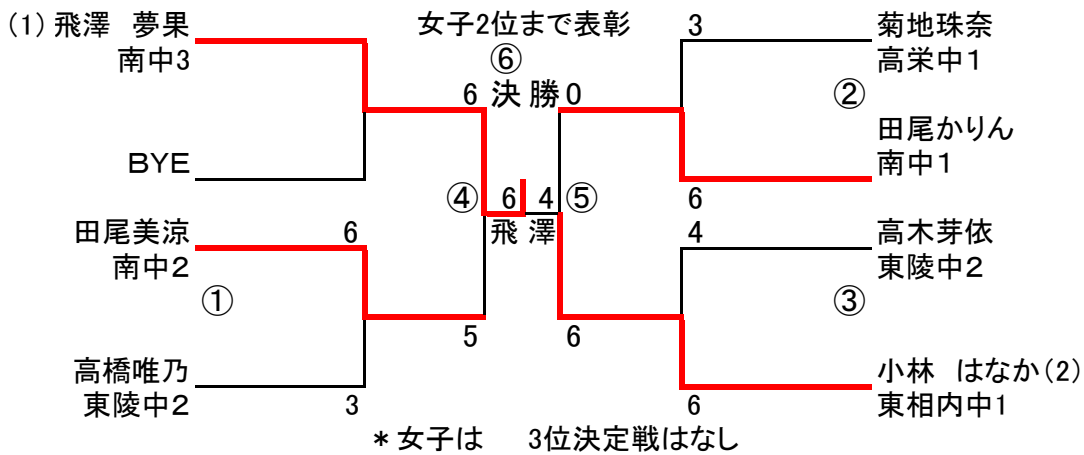 (1) 飛澤　夢果
南中3
女子2位まで表彰
⑥
6 決 勝 0
3
菊地珠奈
高栄中1
②
BYE
田尾かりん
南中1
6
④ 6 4 ⑤
飛 澤
田尾美涼
南中2
6
①
5
高橋唯乃
東陵中2
3
4
高木芽依
東陵中2
③
6
小林　はなか(2)
東相内中1
6
＊女子は　3位決定戦はなし